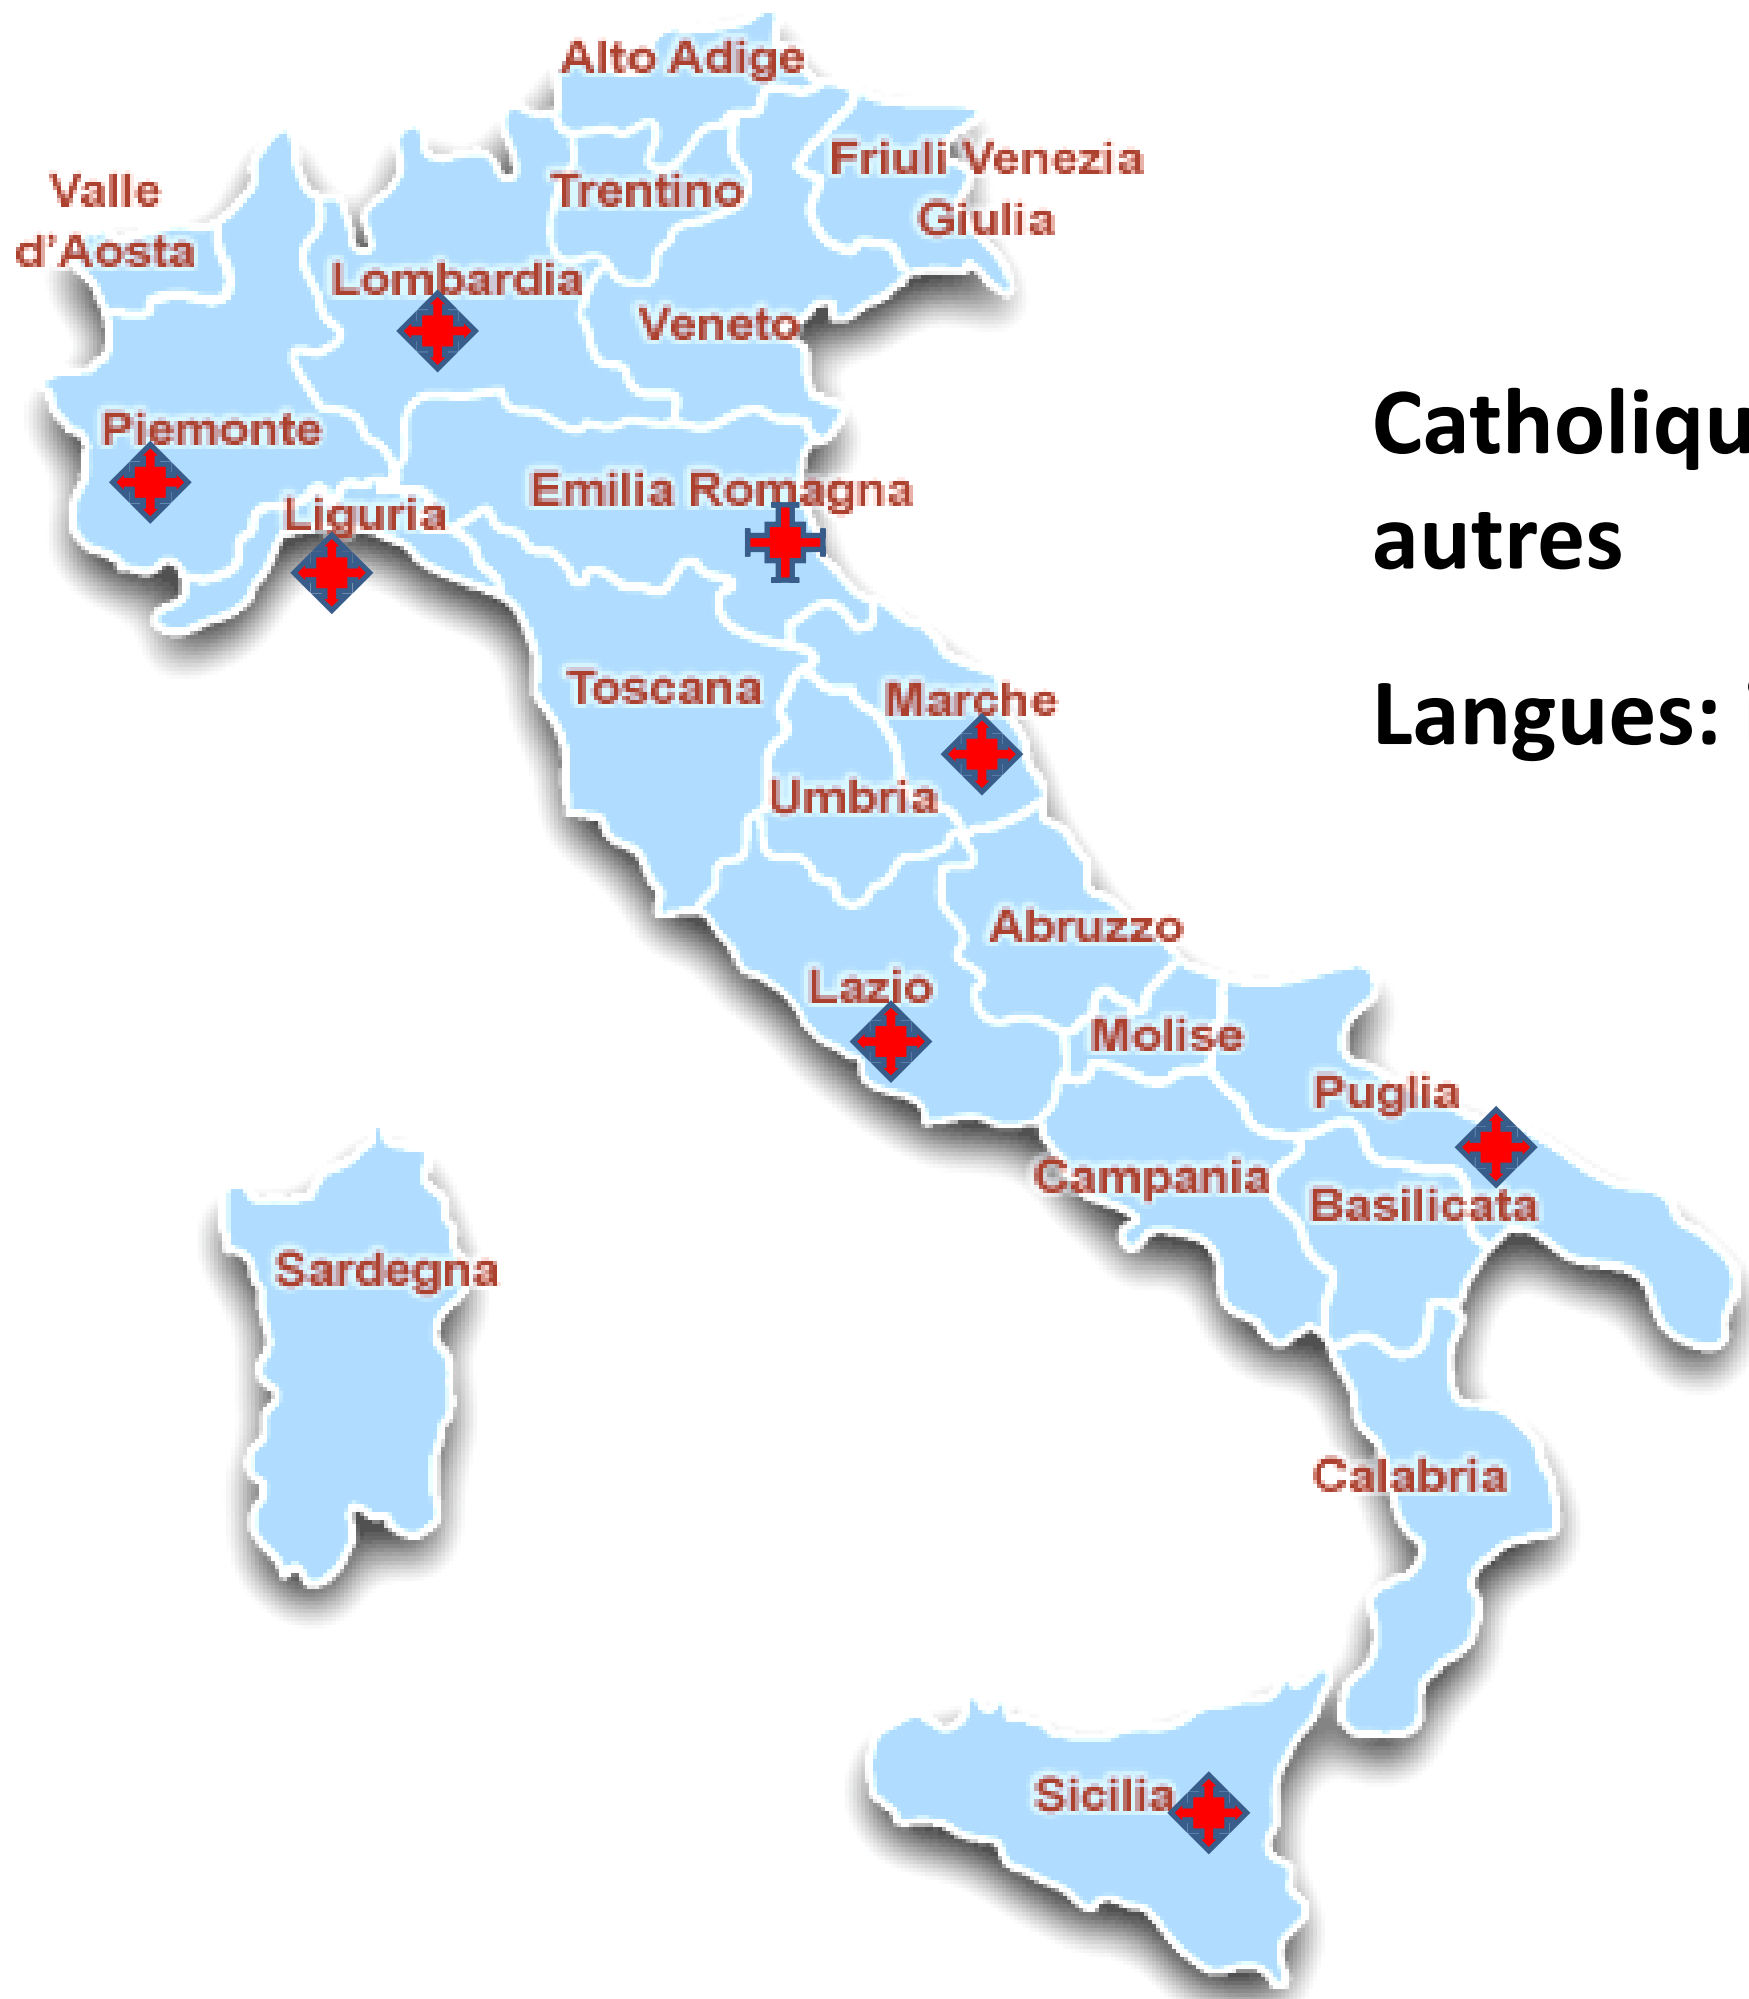 Alto Adige
Friuli Venezia
Giulia
Valle
d'Aosta
Trentino
Lombardia
Veneto
Piemonte
Liguria
Emilia Romagna
Catholiqu
autres
Toscana
Marche
Langues:
Umbria
Abruzzo
Lazio
Molise
Puglia
Campania
Basilicata
Sardegna
Calabria
Sicilia